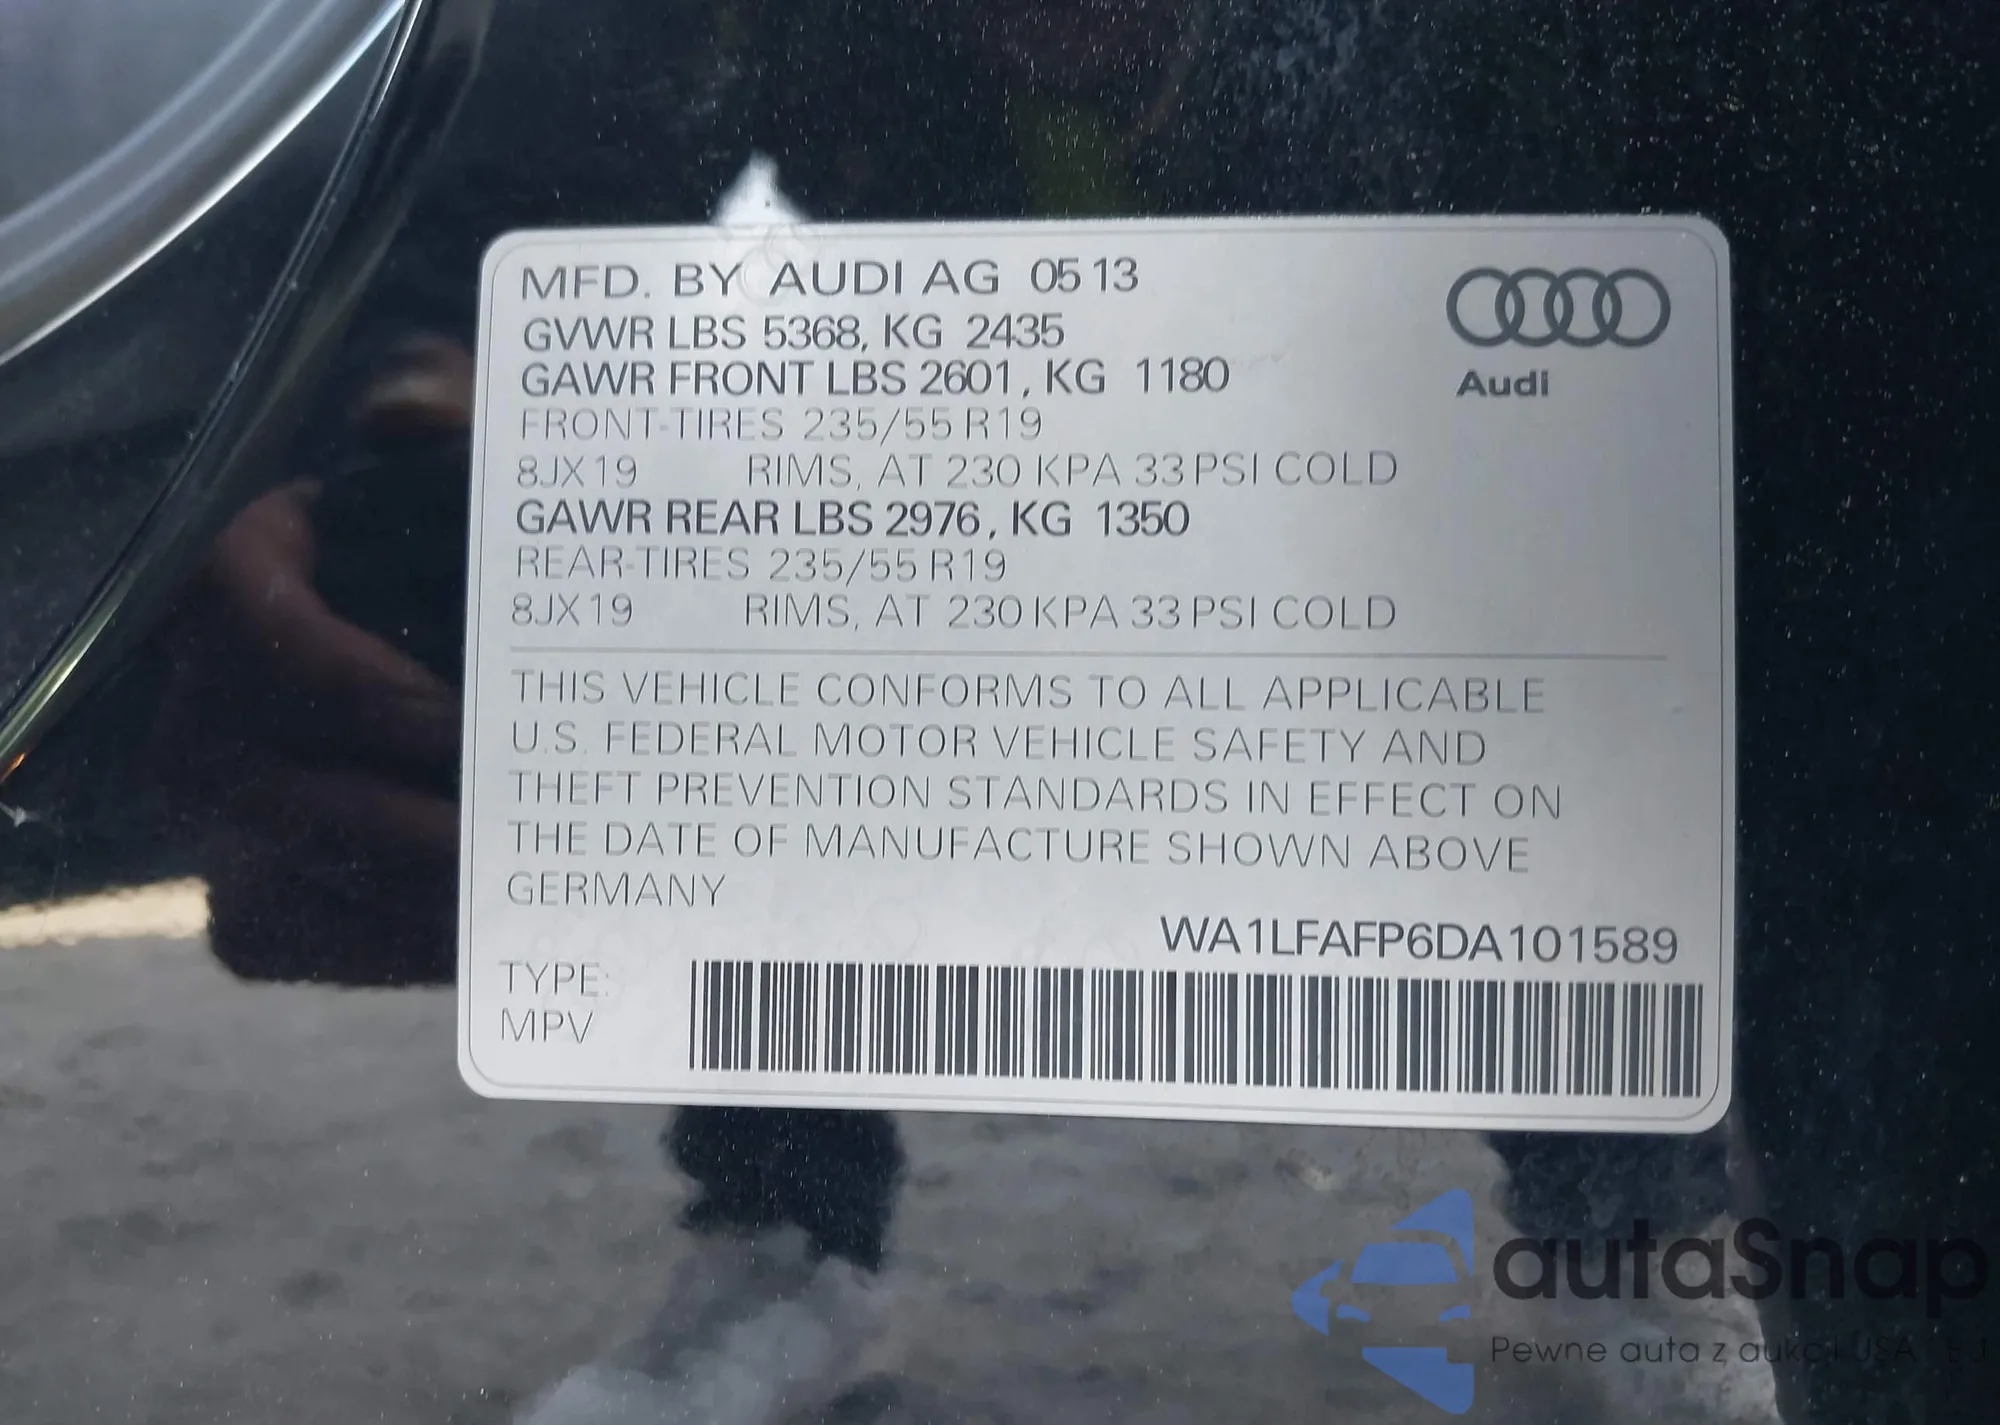 MFD. BY AUDI AG 05 13
GVWR LBS 5368, KG 2435
GAWR FRONT LBS 2601, KG 1180
FRONT-TIRES 235/55 R19
8JX19 RIMS, AT 230 KPA 33 PSI COLD
GAWR REAR LBS 2976, KG 1350
REAR-TIRES 235/55 R19
8JX19 RIMS, AT 230 KPA 33 PSI COLD
Audi
THIS VEHICLE CONFORMS TO ALL APPLICABLE
U.S. FEDERAL MOTOR VEHICLE SAFETY AND
THEFT PREVENTION STANDARDS IN EFFECT ON
THE DATE OF MANUFACTURE SHOWN ABOVE
GERMANY
WA1LFAFP6DA101589
TYPE:
MPV
autaSnap
Pewne auta z aukcji USA